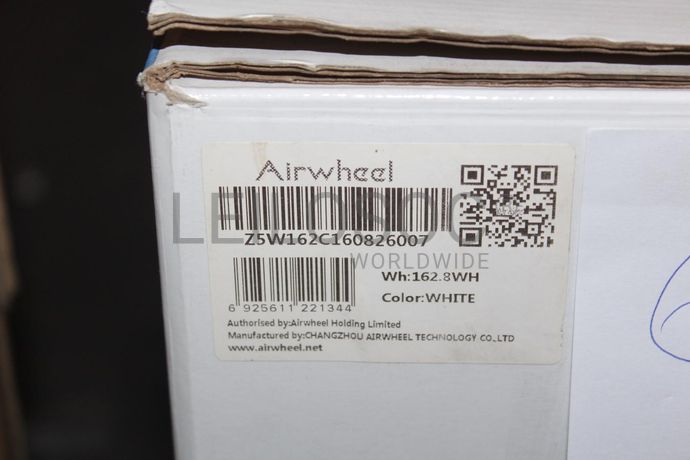 Airwheel
Z5W162C160826007
Wh:162.8WH
Color:WHITE
6 925611 221344
Authorised by:Airwheel Holding Limited
Manufactured by:CHANGZHOU AIRWHEEL TECHNOLOGY CO.,LTD
www.airwheel.net
LEILOSOC
WORLDWIDE